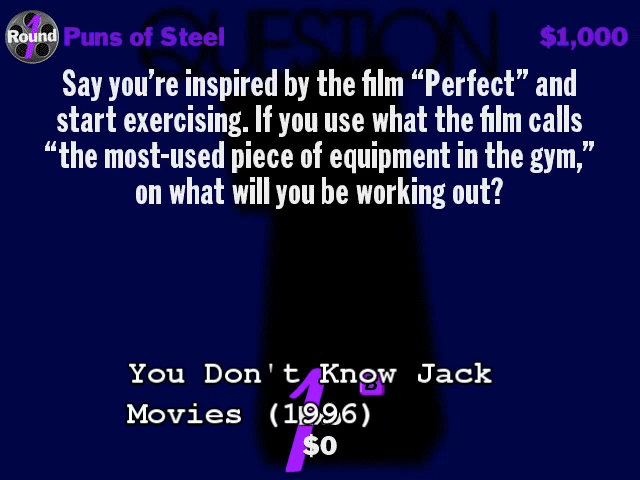 QUESTION
Round 1 Puns of Steel $1,000
Say you’re inspired by the film “Perfect” and
start exercising. If you use what the film calls
“the most-used piece of equipment in the gym,”
on what will you be working out?
You Don't Know Jack
B
Movies (1996)
1
$0